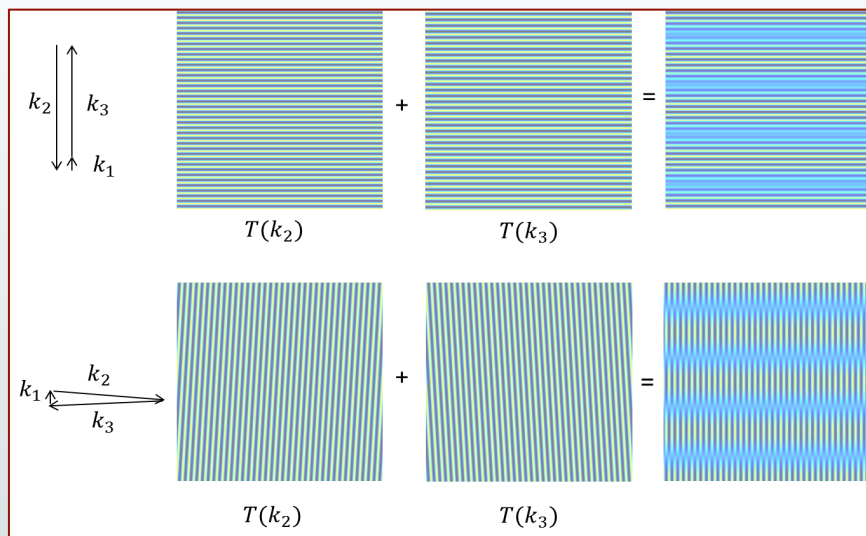 k₂ k₃
k₁
+ =
T(k₂) T(k₃)
k₁ k₂
k₃
+ =
T(k₂) T(k₃)